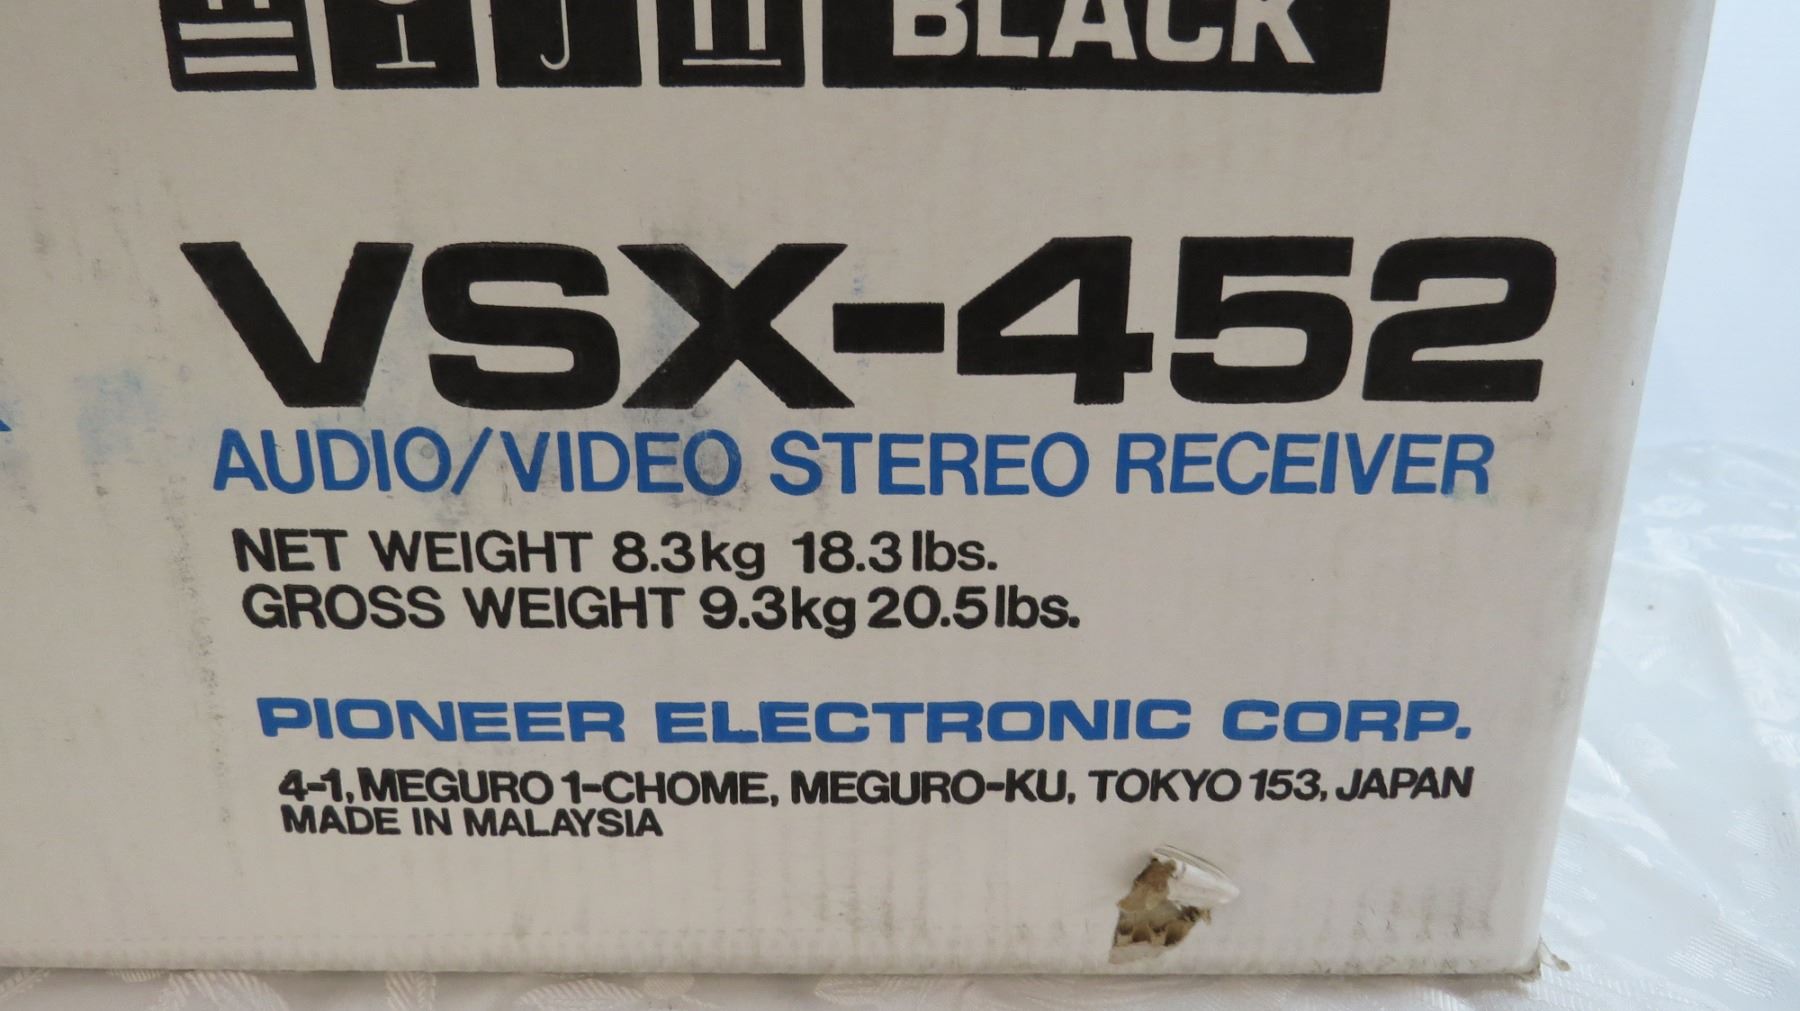 BLACK
VSX-452
AUDIO/VIDEO STEREO RECEIVER
NET WEIGHT 8.3kg 18.3lbs.
GROSS WEIGHT 9.3kg 20.5lbs.
PIONEER ELECTRONIC CORP.
4-1, MEGURO 1-CHOME, MEGURO-KU, TOKYO 153, JAPAN
MADE IN MALAYSIA